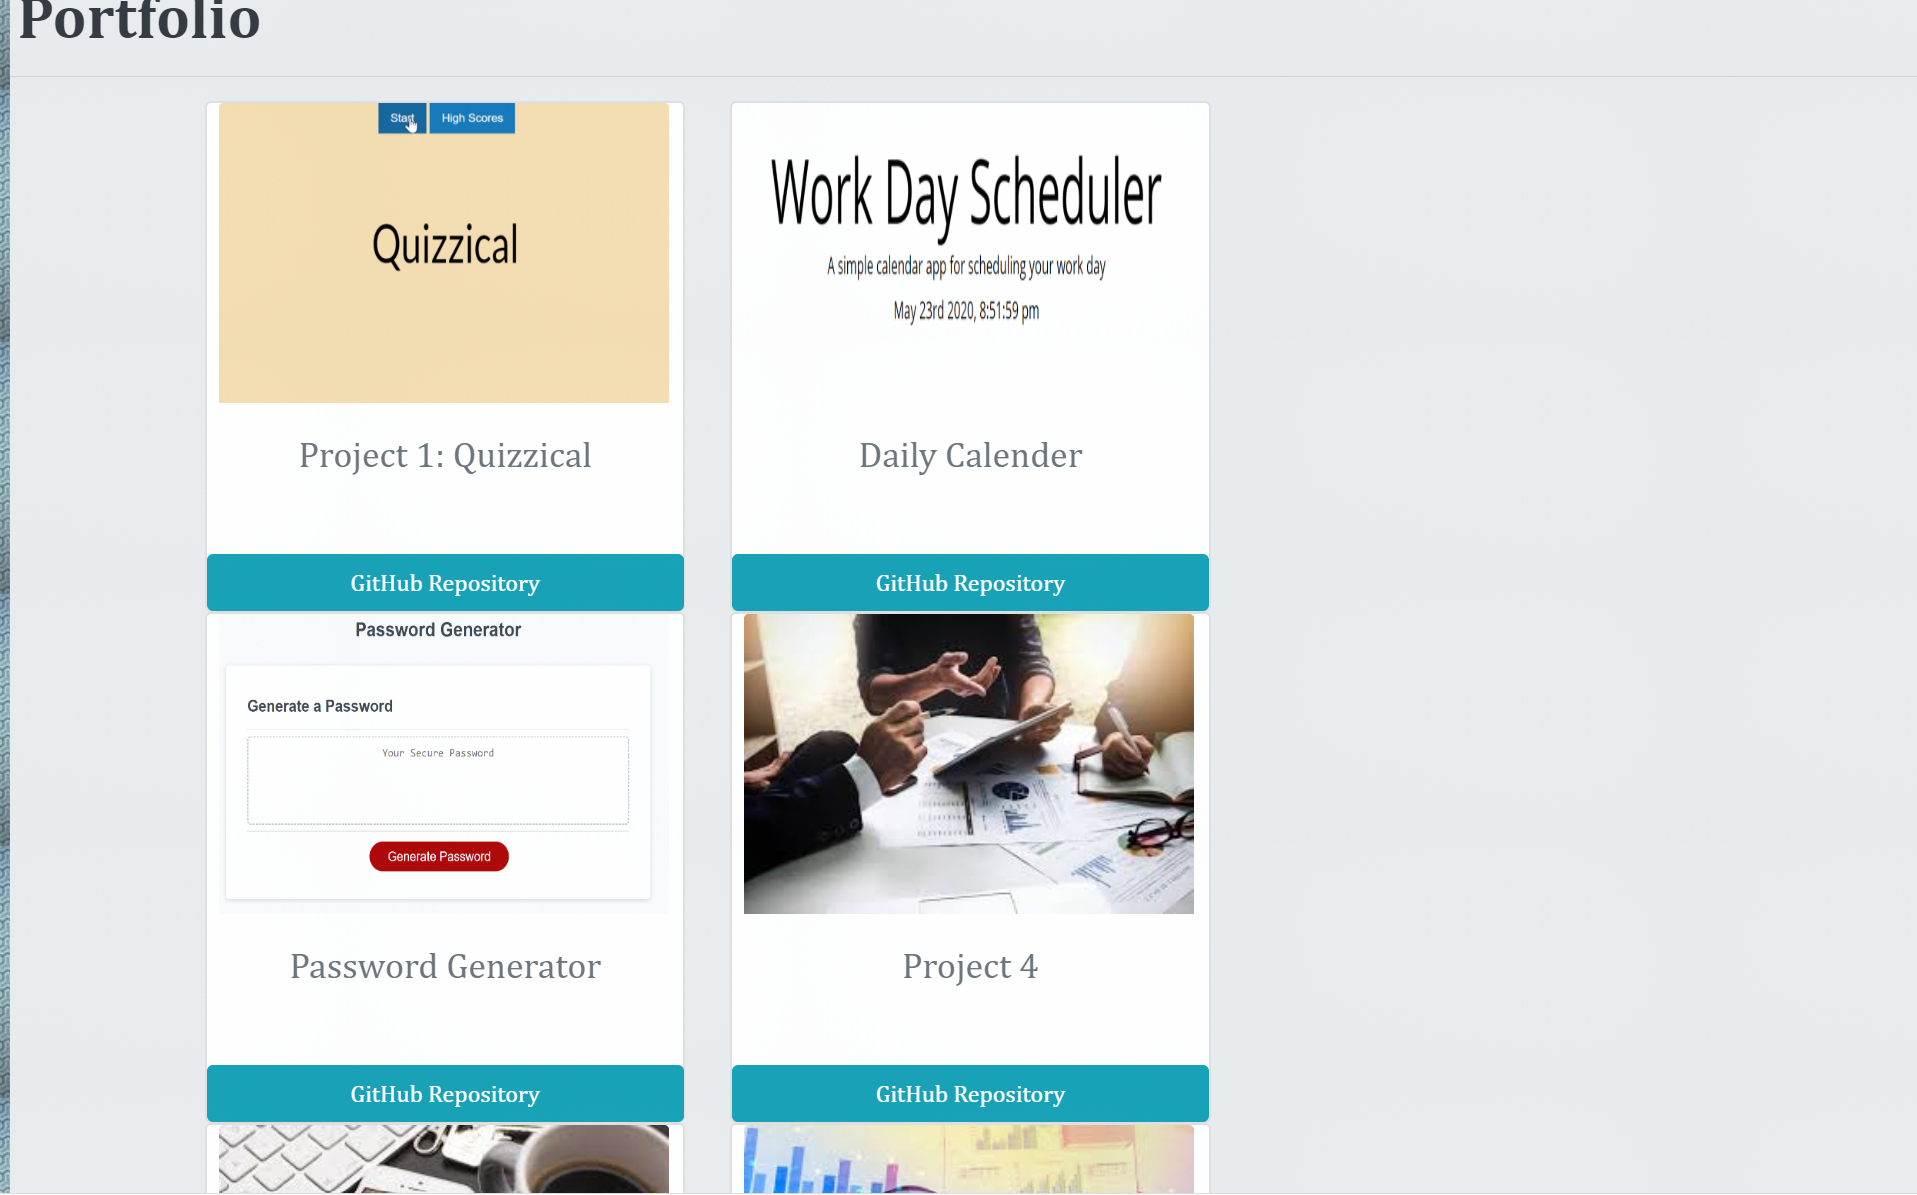 Portfolio
Start
High Scores
Quizzical
Project 1: Quizzical
GitHub Repository
Work Day Scheduler
A simple calendar app for scheduling your work day
May 23rd 2020, 8:51:59 pm
Daily Calender
GitHub Repository
Password Generator
Generate a Password
Your Secure Password
Generate Password
Password Generator
GitHub Repository
Project 4
GitHub Repository